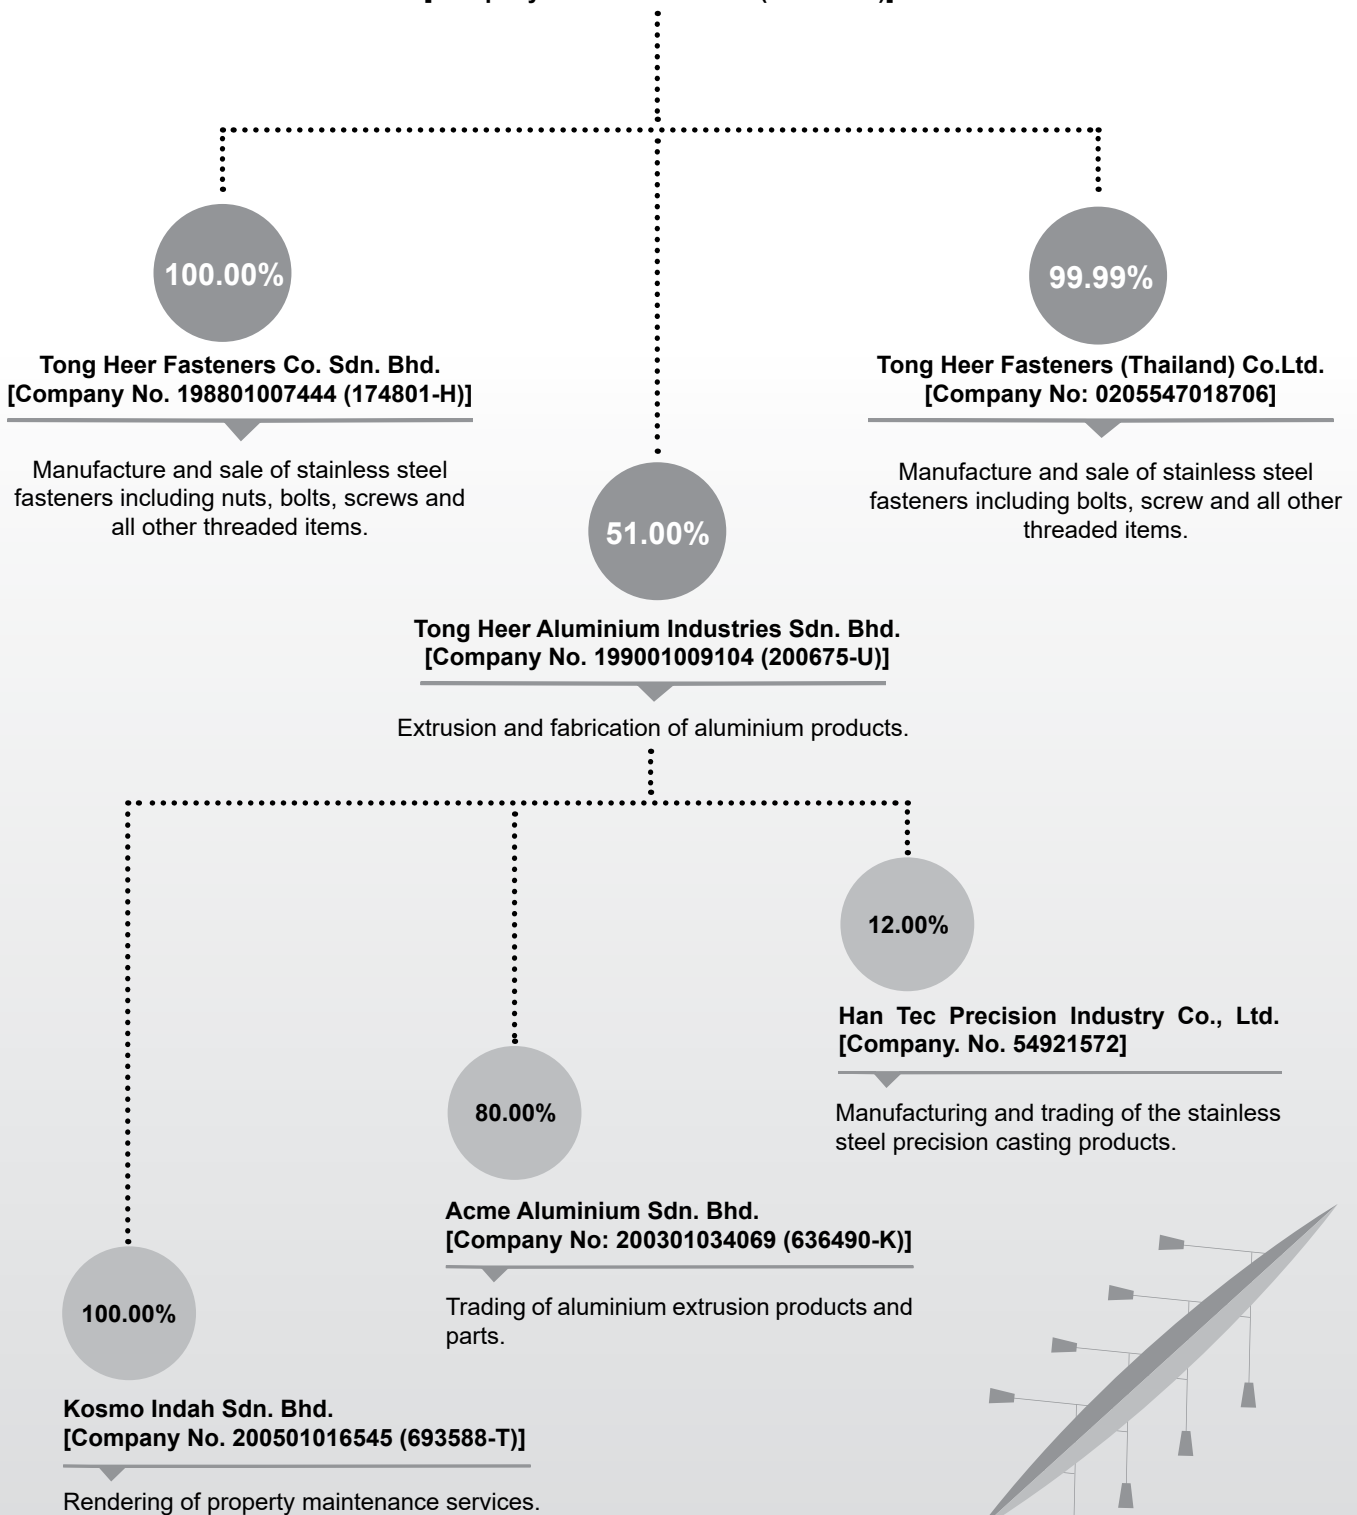 100.00%
Tong Heer Fasteners Co. Sdn. Bhd.
[Company No. 198801007444 (174801-H)]
Manufacture and sale of stainless steel
fasteners including nuts, bolts, screws and
all other threaded items.
99.99%
Tong Heer Fasteners (Thailand) Co.Ltd.
[Company No: 0205547018706]
Manufacture and sale of stainless steel
fasteners including bolts, screw and all other
threaded items.
51.00%
Tong Heer Aluminium Industries Sdn. Bhd.
[Company No. 199001009104 (200675-U)]
Extrusion and fabrication of aluminium products.
12.00%
Han Tec Precision Industry Co., Ltd.
[Company. No. 54921572]
Manufacturing and trading of the stainless
steel precision casting products.
80.00%
Acme Aluminium Sdn. Bhd.
[Company No: 200301034069 (636490-K)]
Trading of aluminium extrusion products and
parts.
100.00%
Kosmo Indah Sdn. Bhd.
[Company No. 200501016545 (693588-T)]
Rendering of property maintenance services.